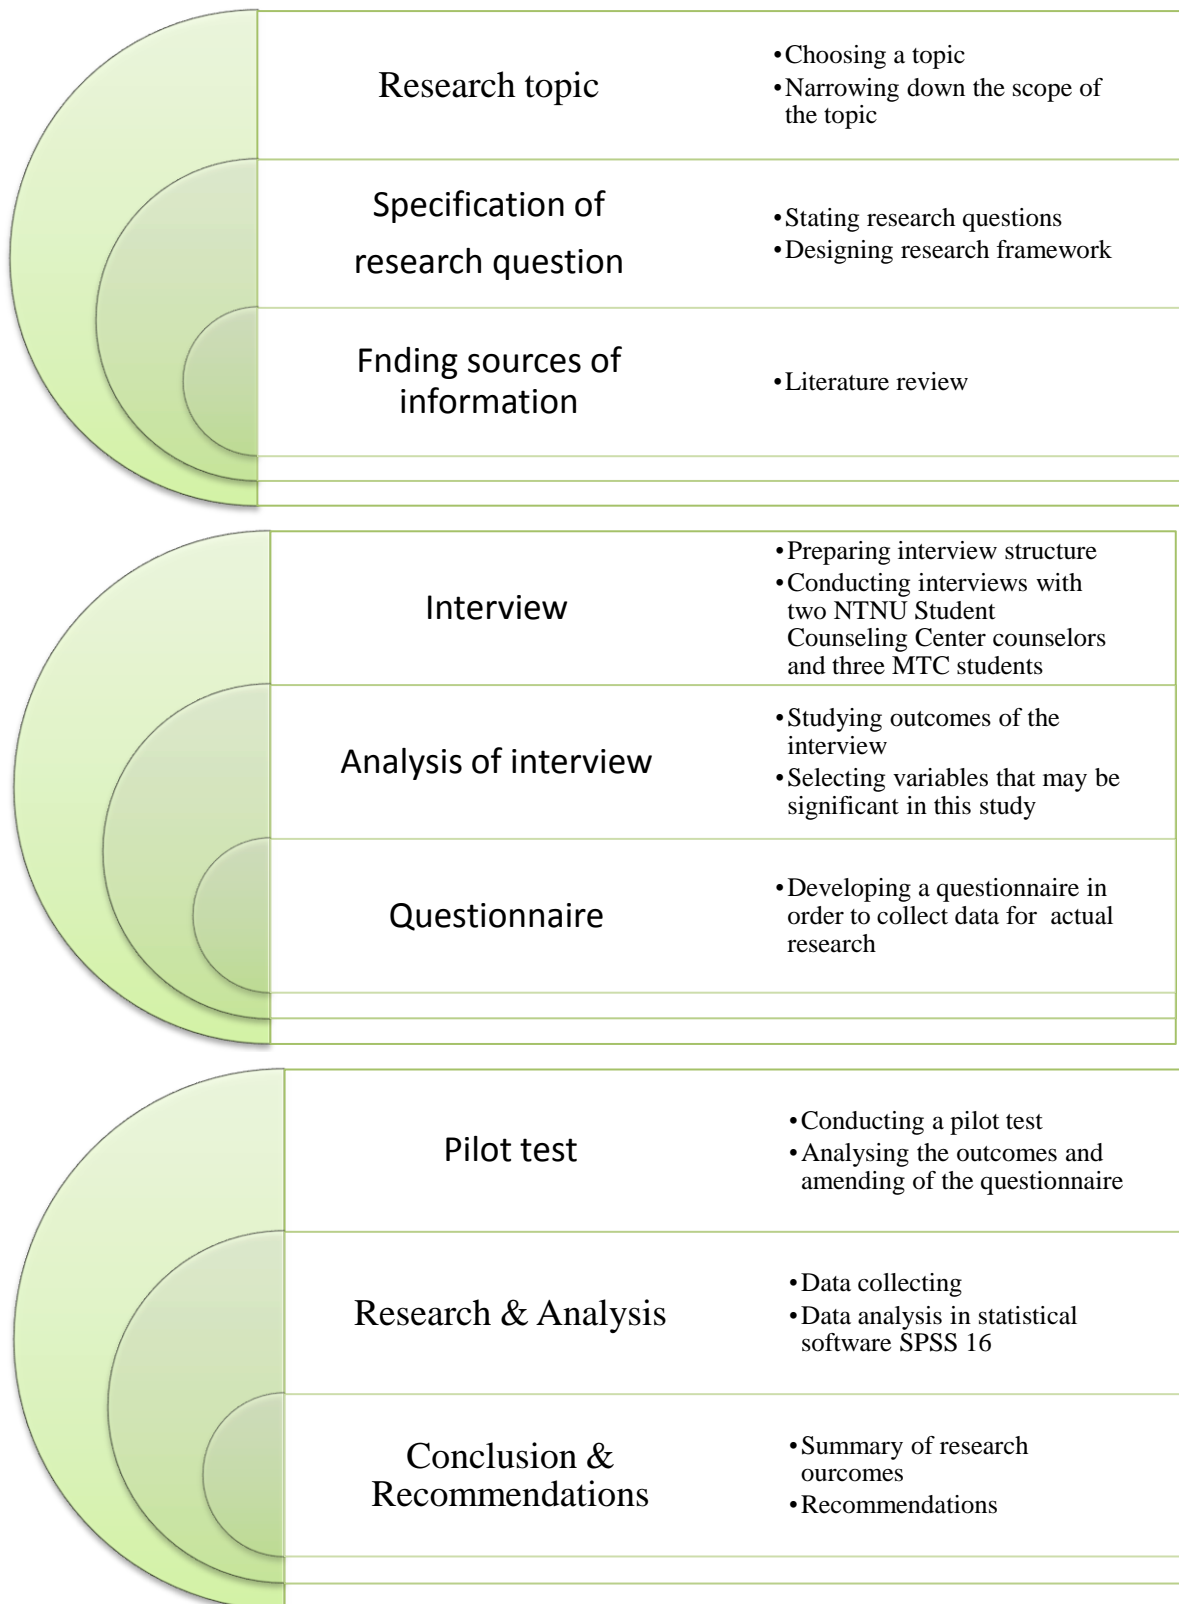 Research topic
•Choosing a topic
•Narrowing down the scope of
the topic
Specification of
research question
•Stating research questions
•Designing research framework
Fnding sources of
information
•Literature review
Interview
•Preparing interview structure
•Conducting interviews with
two NTNU Student
Counseling Center counselors
and three MTC students
Analysis of interview
•Studying outcomes of the
interview
•Selecting variables that may be
significant in this study
Questionnaire
•Developing a questionnaire in
order to collect data for actual
research
Pilot test
•Conducting a pilot test
•Analysing the outcomes and
amending of the questionnaire
Research & Analysis
•Data collecting
•Data analysis in statistical
software SPSS 16
Conclusion &
Recommendations
•Summary of research
ourcomes
•Recommendations